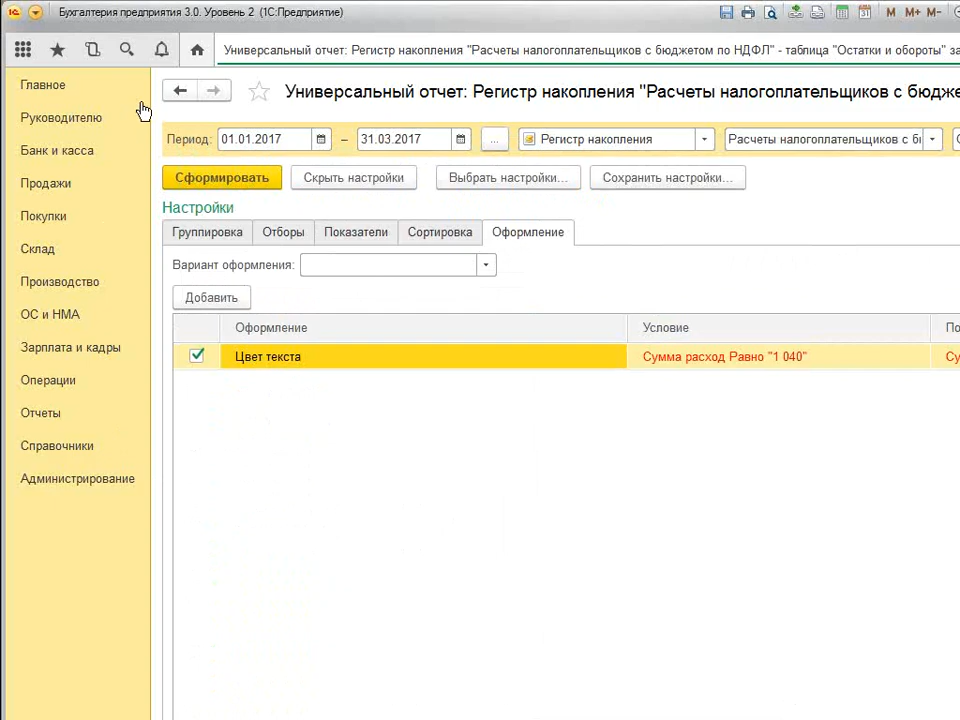 Бухгалтерия предприятия 3.0. Уровень 2 (1С:Предприятие)
M M+ M-
Универсальный отчет: Регистр накопления "Расчеты налогоплательщиков с бюджетом по НДФЛ" - таблица "Остатки и обороты" за
Главное
Руководителю
Банк и касса
Продажи
Покупки
Склад
Производство
ОС и НМА
Зарплата и кадры
Операции
Отчеты
Справочники
Администрирование
Универсальный отчет: Регистр накопления "Расчеты налогоплательщиков с бюдже
Период: 01.01.2017 – 31.03.2017 ... Регистр накопления Расчеты налогоплательщиков с бі
Сформировать Скрыть настройки Выбрать настройки... Сохранить настройки...
Настройки
Группировка Отборы Показатели Сортировка Оформление
Вариант оформления:
Добавить
Оформление Условие По
Цвет текста Сумма расход Равно "1 040" Су